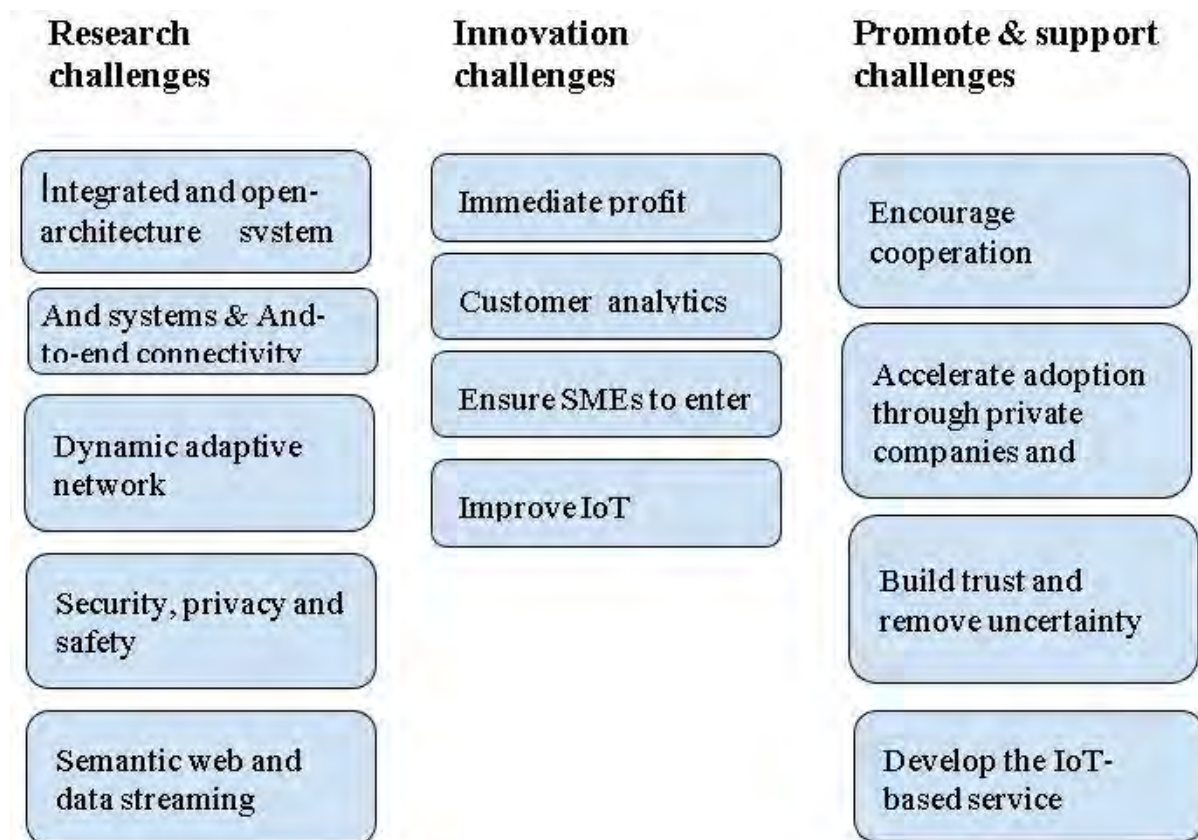 Research
challenges
Integrated and open-
architecture system
And systems & And-
to-end connectivity
Dynamic adaptive
network
Security, privacy and
safety
Semantic web and
data streaming
Innovation
challenges
Immediate profit
Customer analytics
Ensure SMEs to enter
Improve IoT
Promote & support
challenges
Encourage
cooperation
Accelerate adoption
through private
companies and
Build trust and
remove uncertainty
Develop the IoT-
based service